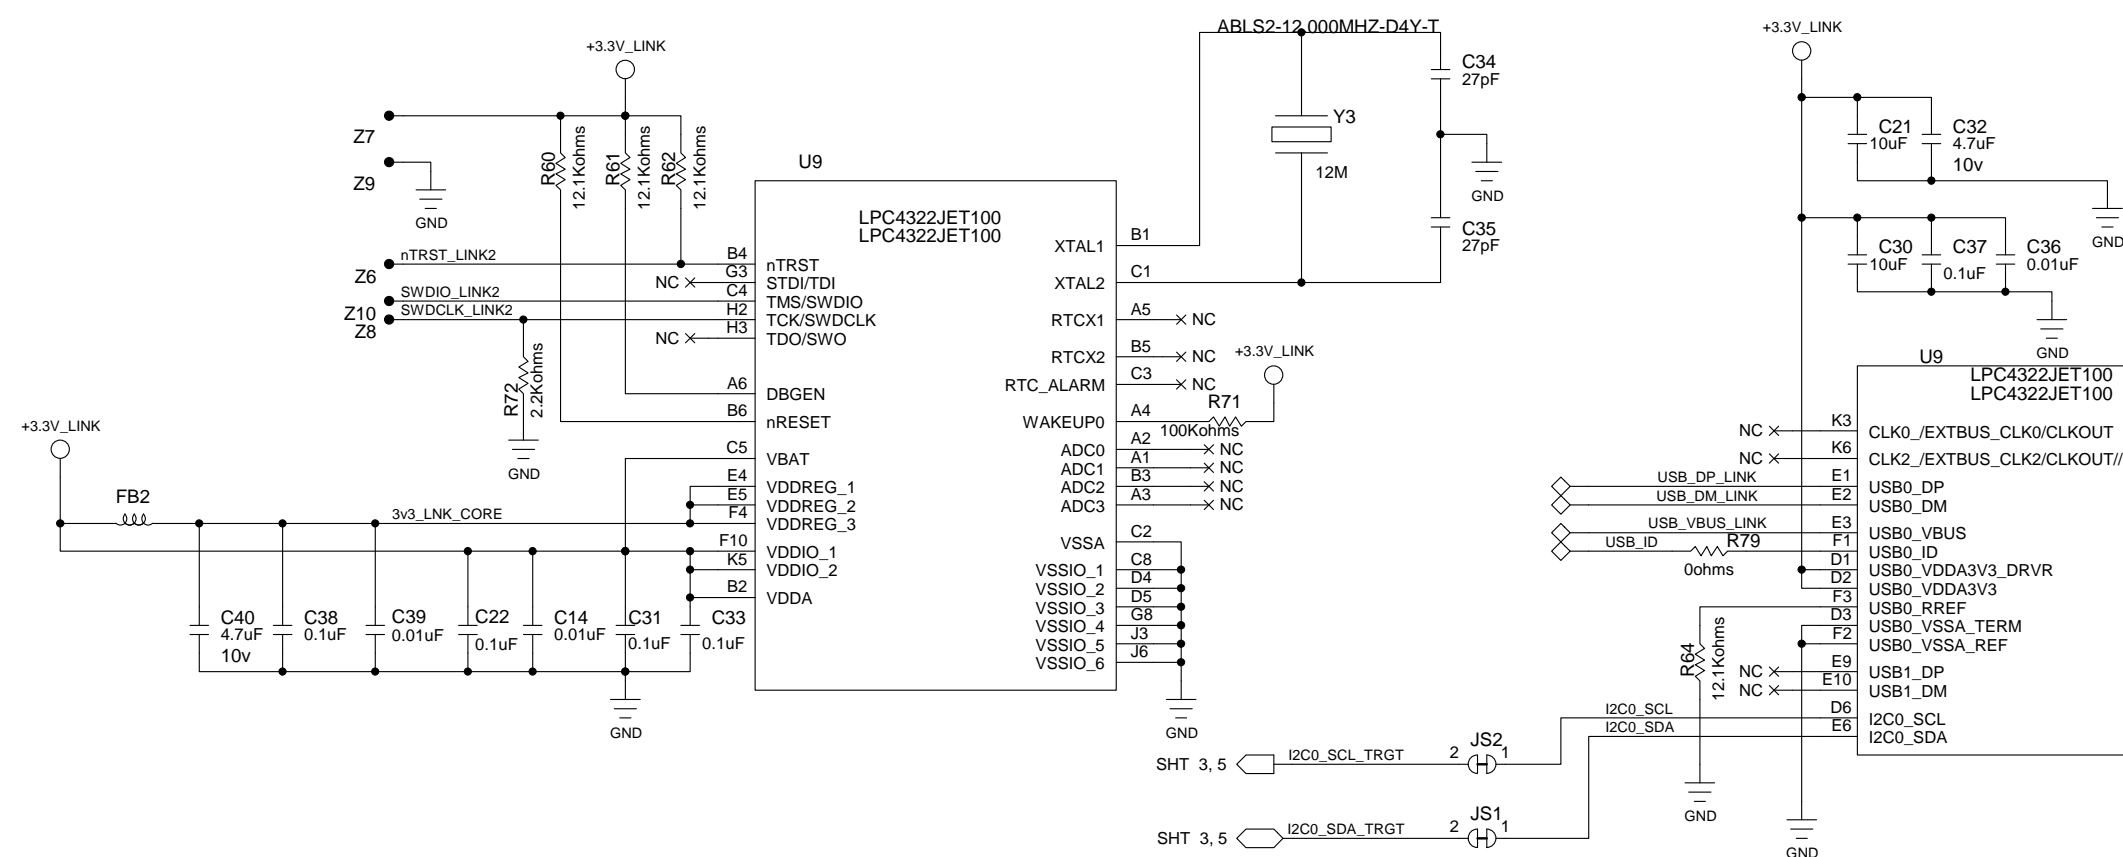 ABLS2-12.000MHZ-D4Y-T
+3.3V_LINK
+3.3V_LINK
C34
27pF
Z7
Z9
GND
R60
12.1Kohms
R61
12.1Kohms
R62
12.1Kohms
Y3
12M
GND
C35
27pF
C21
10uF
C32
4.7uF
10v
GND
C30
10uF
C37
0.1uF
C36
0.01uF
GND
U9
LPC4322JET100
LPC4322JET100
Z6
nTRST_LINK2
B4
nTRST
NC
G3
STDI/TDI
SWDIO_LINK2
C4
TMS/SWDIO
Z10
SWDCLK_LINK2
H2
TCK/SWDCLK
Z8
NC
H3
TDO/SWO
R72
2.2Kohms
GND
A6
DBGEN
B6
nRESET
C5
VBAT
E4
VDDREG_1
E5
VDDREG_2
F4
VDDREG_3
F10
VDDIO_1
K5
VDDIO_2
B2
VDDA
XTAL1
B1
XTAL2
C1
RTCX1
A5
NC
RTCX2
B5
NC
RTC_ALARM
C3
NC
+3.3V_LINK
WAKEUP0
A4
R71
100Kohms
ADC0
A2
NC
ADC1
A1
NC
ADC2
B3
NC
ADC3
A3
NC
VSSA
C2
VSSIO_1
C8
VSSIO_2
D4
VSSIO_3
D5
VSSIO_4
G8
VSSIO_5
J3
VSSIO_6
J6
GND
+3.3V_LINK
FB2
3v3_LNK_CORE
C40
4.7uF
10v
C38
0.1uF
C39
0.01uF
C22
0.1uF
C14
0.01uF
C31
0.1uF
C33
0.1uF
GND
U9
LPC4322JET100
LPC4322JET100
NC
K3
CLK0_/EXTBUS_CLK0/CLKOUT
NC
K6
CLK2_/EXTBUS_CLK2/CLKOUT//
USB_DP_LINK
E1
USB0_DP
USB_DM_LINK
E2
USB0_DM
USB_VBUS_LINK
E3
USB0_VBUS
USB_ID
R79
0ohms
F1
USB0_ID
D1
USB0_VDDA3V3_DRVR
D2
USB0_VDDA3V3
F3
USB0_RREF
D3
USB0_VSSA_TERM
F2
USB0_VSSA_REF
R64
12.1Kohms
NC
E9
USB1_DP
NC
E10
USB1_DM
I2C0_SCL
D6
I2C0_SCL
I2C0_SDA
E6
I2C0_SDA
SHT 3, 5
I2C0_SCL_TRGT
2
JS2
1
GND
SHT 3, 5
I2C0_SDA_TRGT
2
JS1
1
GND